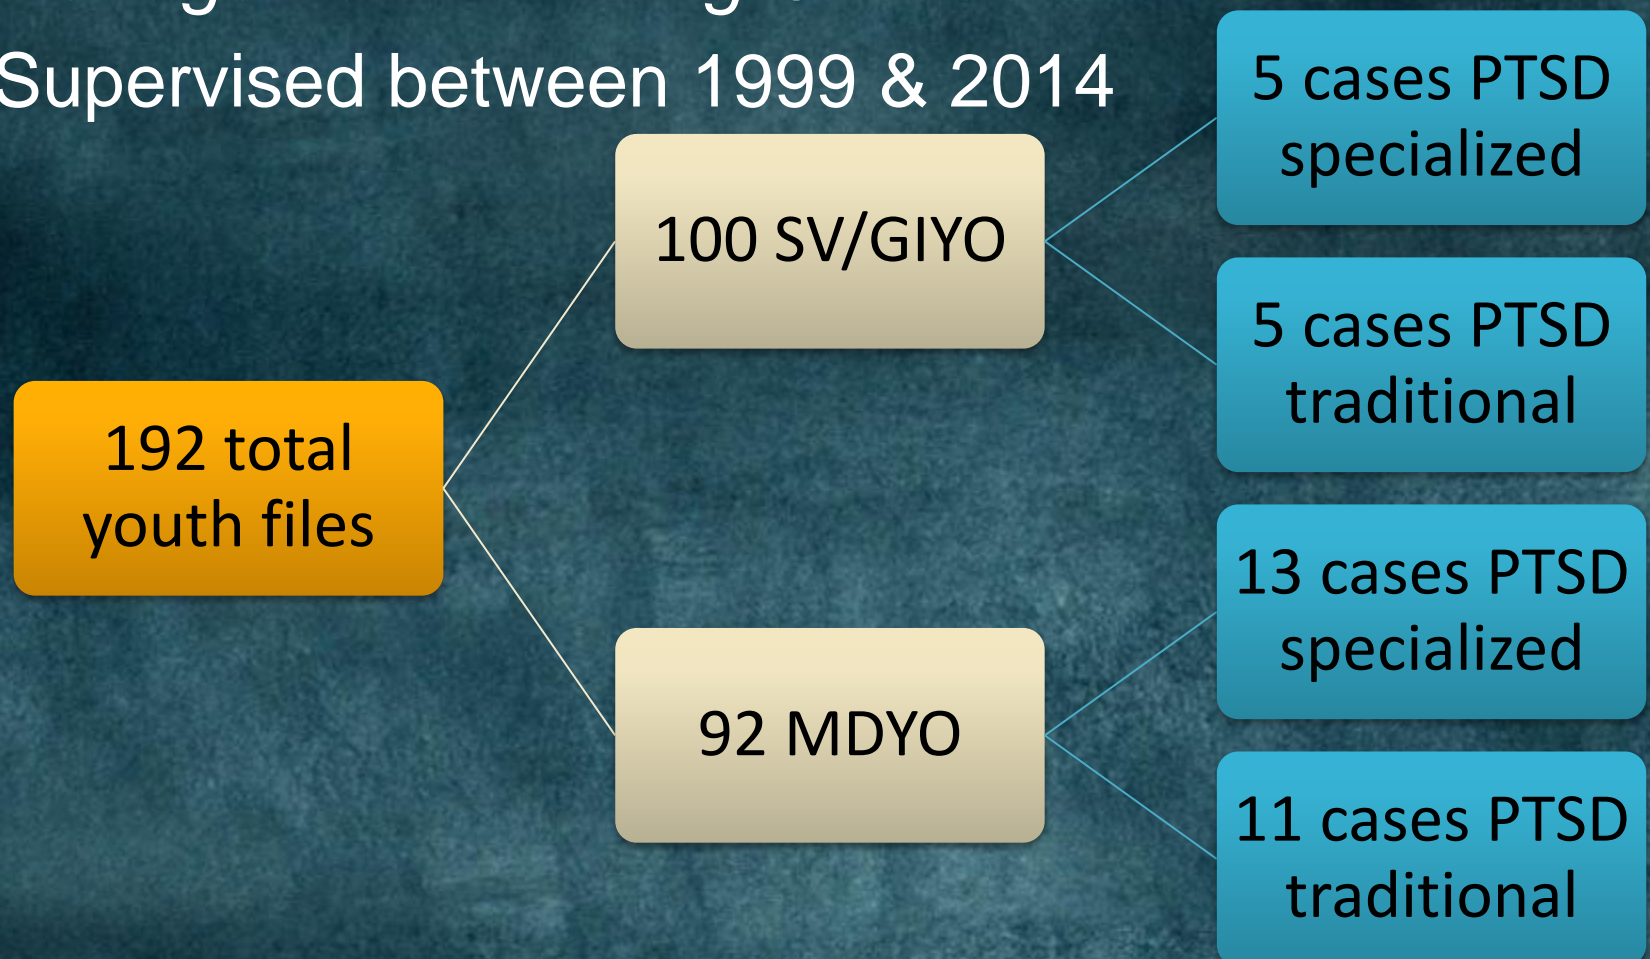 Supervised between 1999 & 2014
192 total
youth files
100 SV/GIYO
92 MDYO
5 cases PTSD
specialized
5 cases PTSD
traditional
13 cases PTSD
specialized
11 cases PTSD
traditional